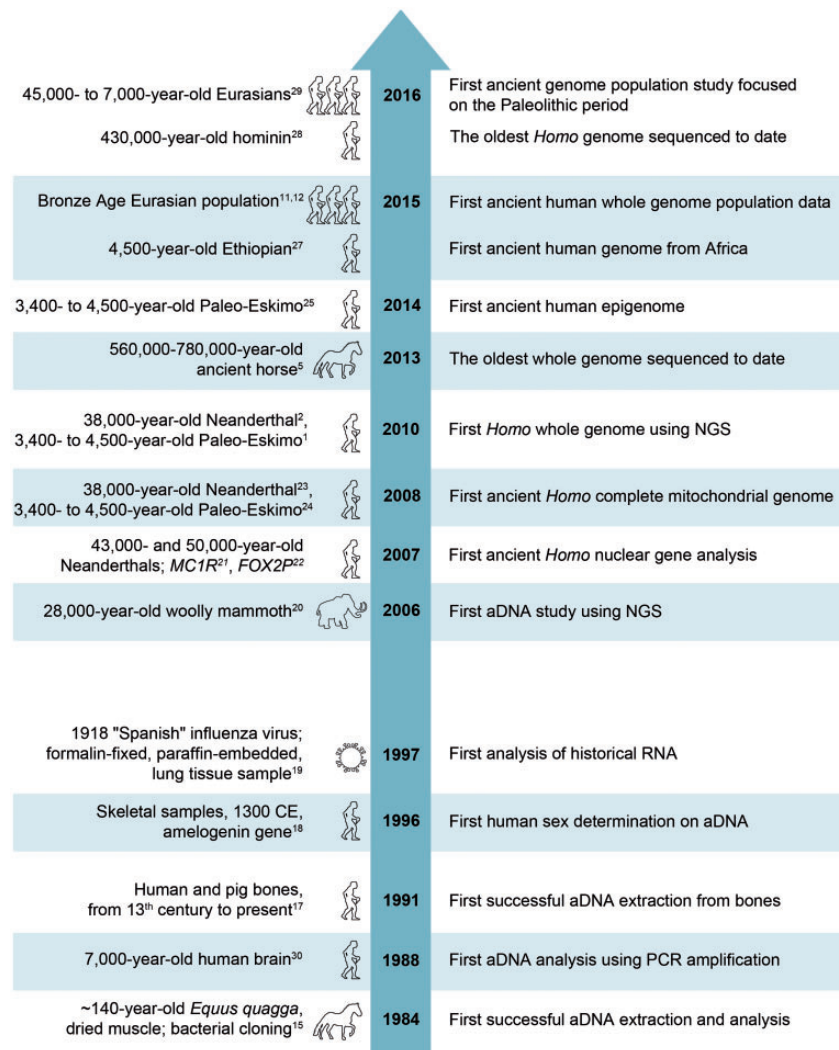 45,000- to 7,000-year-old Eurasians²⁹
2016
First ancient genome population study focused
on the Paleolithic period
430,000-year-old hominin²⁸
The oldest Homo genome sequenced to date
Bronze Age Eurasian population¹¹,¹²
2015
First ancient human whole genome population data
4,500-year-old Ethiopian²⁷
First ancient human genome from Africa
3,400- to 4,500-year-old Paleo-Eskimo²⁵
2014
First ancient human epigenome
560,000-780,000-year-old
ancient horse⁵
2013
The oldest whole genome sequenced to date
38,000-year-old Neanderthal²,
3,400- to 4,500-year-old Paleo-Eskimo¹
2010
First Homo whole genome using NGS
38,000-year-old Neanderthal²³,
3,400- to 4,500-year-old Paleo-Eskimo²⁴
2008
First ancient Homo complete mitochondrial genome
43,000- and 50,000-year-old
Neanderthals; MC1R²¹, FOX2P²²
2007
First ancient Homo nuclear gene analysis
28,000-year-old woolly mammoth²⁰
2006
First aDNA study using NGS
1918 "Spanish" influenza virus;
formalin-fixed, paraffin-embedded,
lung tissue sample¹⁹
1997
First analysis of historical RNA
Skeletal samples, 1300 CE,
amelogenin gene¹⁸
1996
First human sex determination on aDNA
Human and pig bones,
from 13th century to present¹⁷
1991
First successful aDNA extraction from bones
7,000-year-old human brain³⁰
1988
First aDNA analysis using PCR amplification
~140-year-old Equus quagga,
dried muscle; bacterial cloning¹⁵
1984
First successful aDNA extraction and analysis